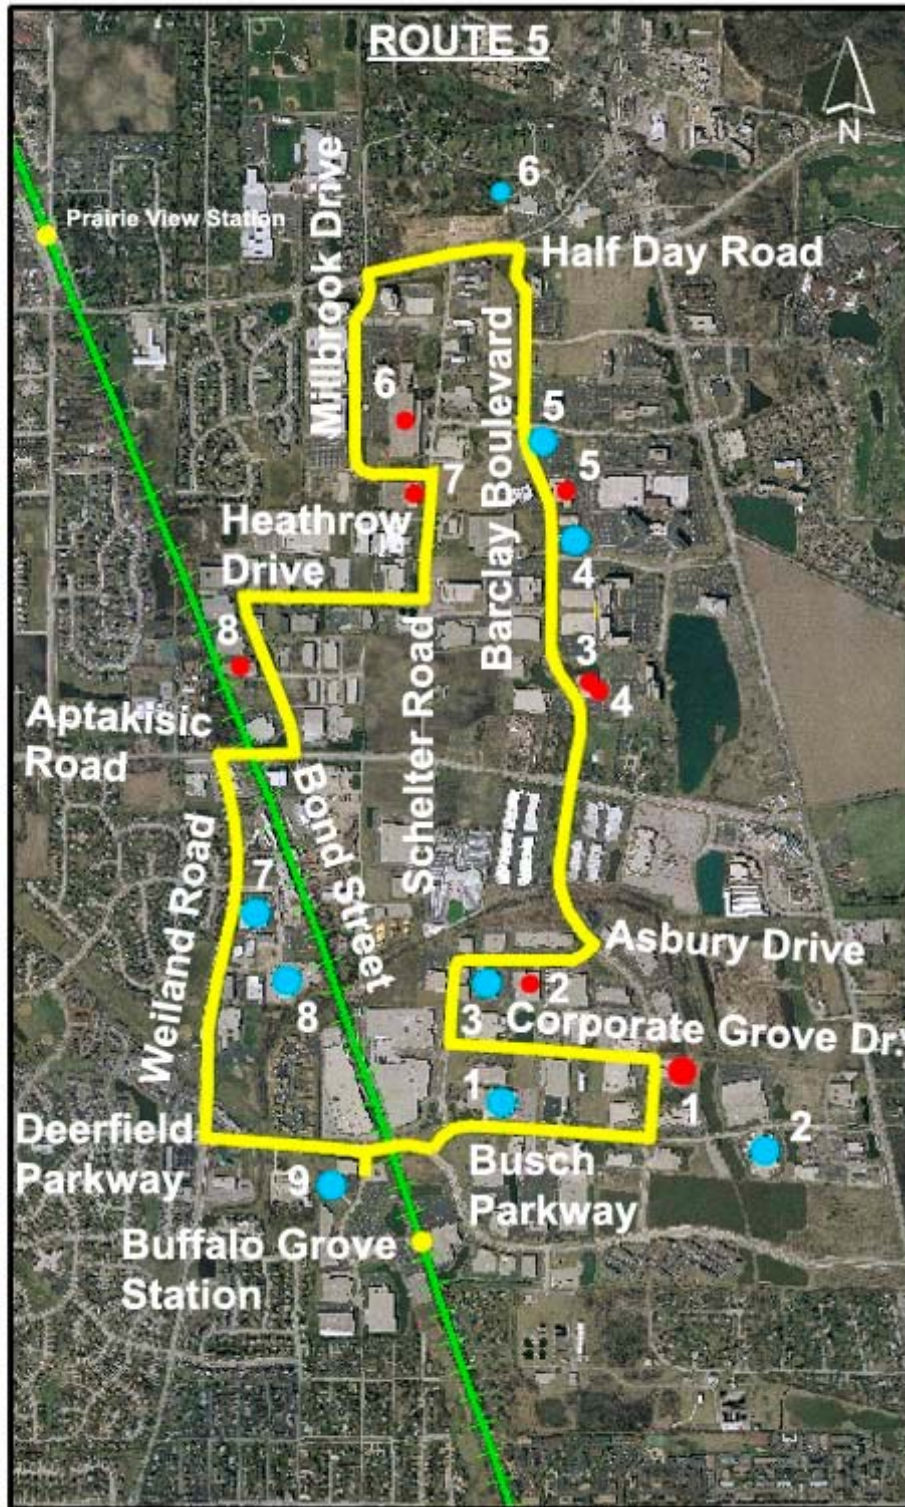 ROUTE 5
N
6
Prairie View Station
Millbrook Drive
Half Day Road
6
Barclay Boulevard
5
7
5
Heathrow
Drive
4
3
8
4
Aptakisic
Road
Schelter Road
Bond Street
Weiland Road
7
Asbury Drive
8
3
2
Corporate Grove Dr.
1
1
2
Deerfield
Parkway
Busch
Parkway
9
Buffalo Grove
Station